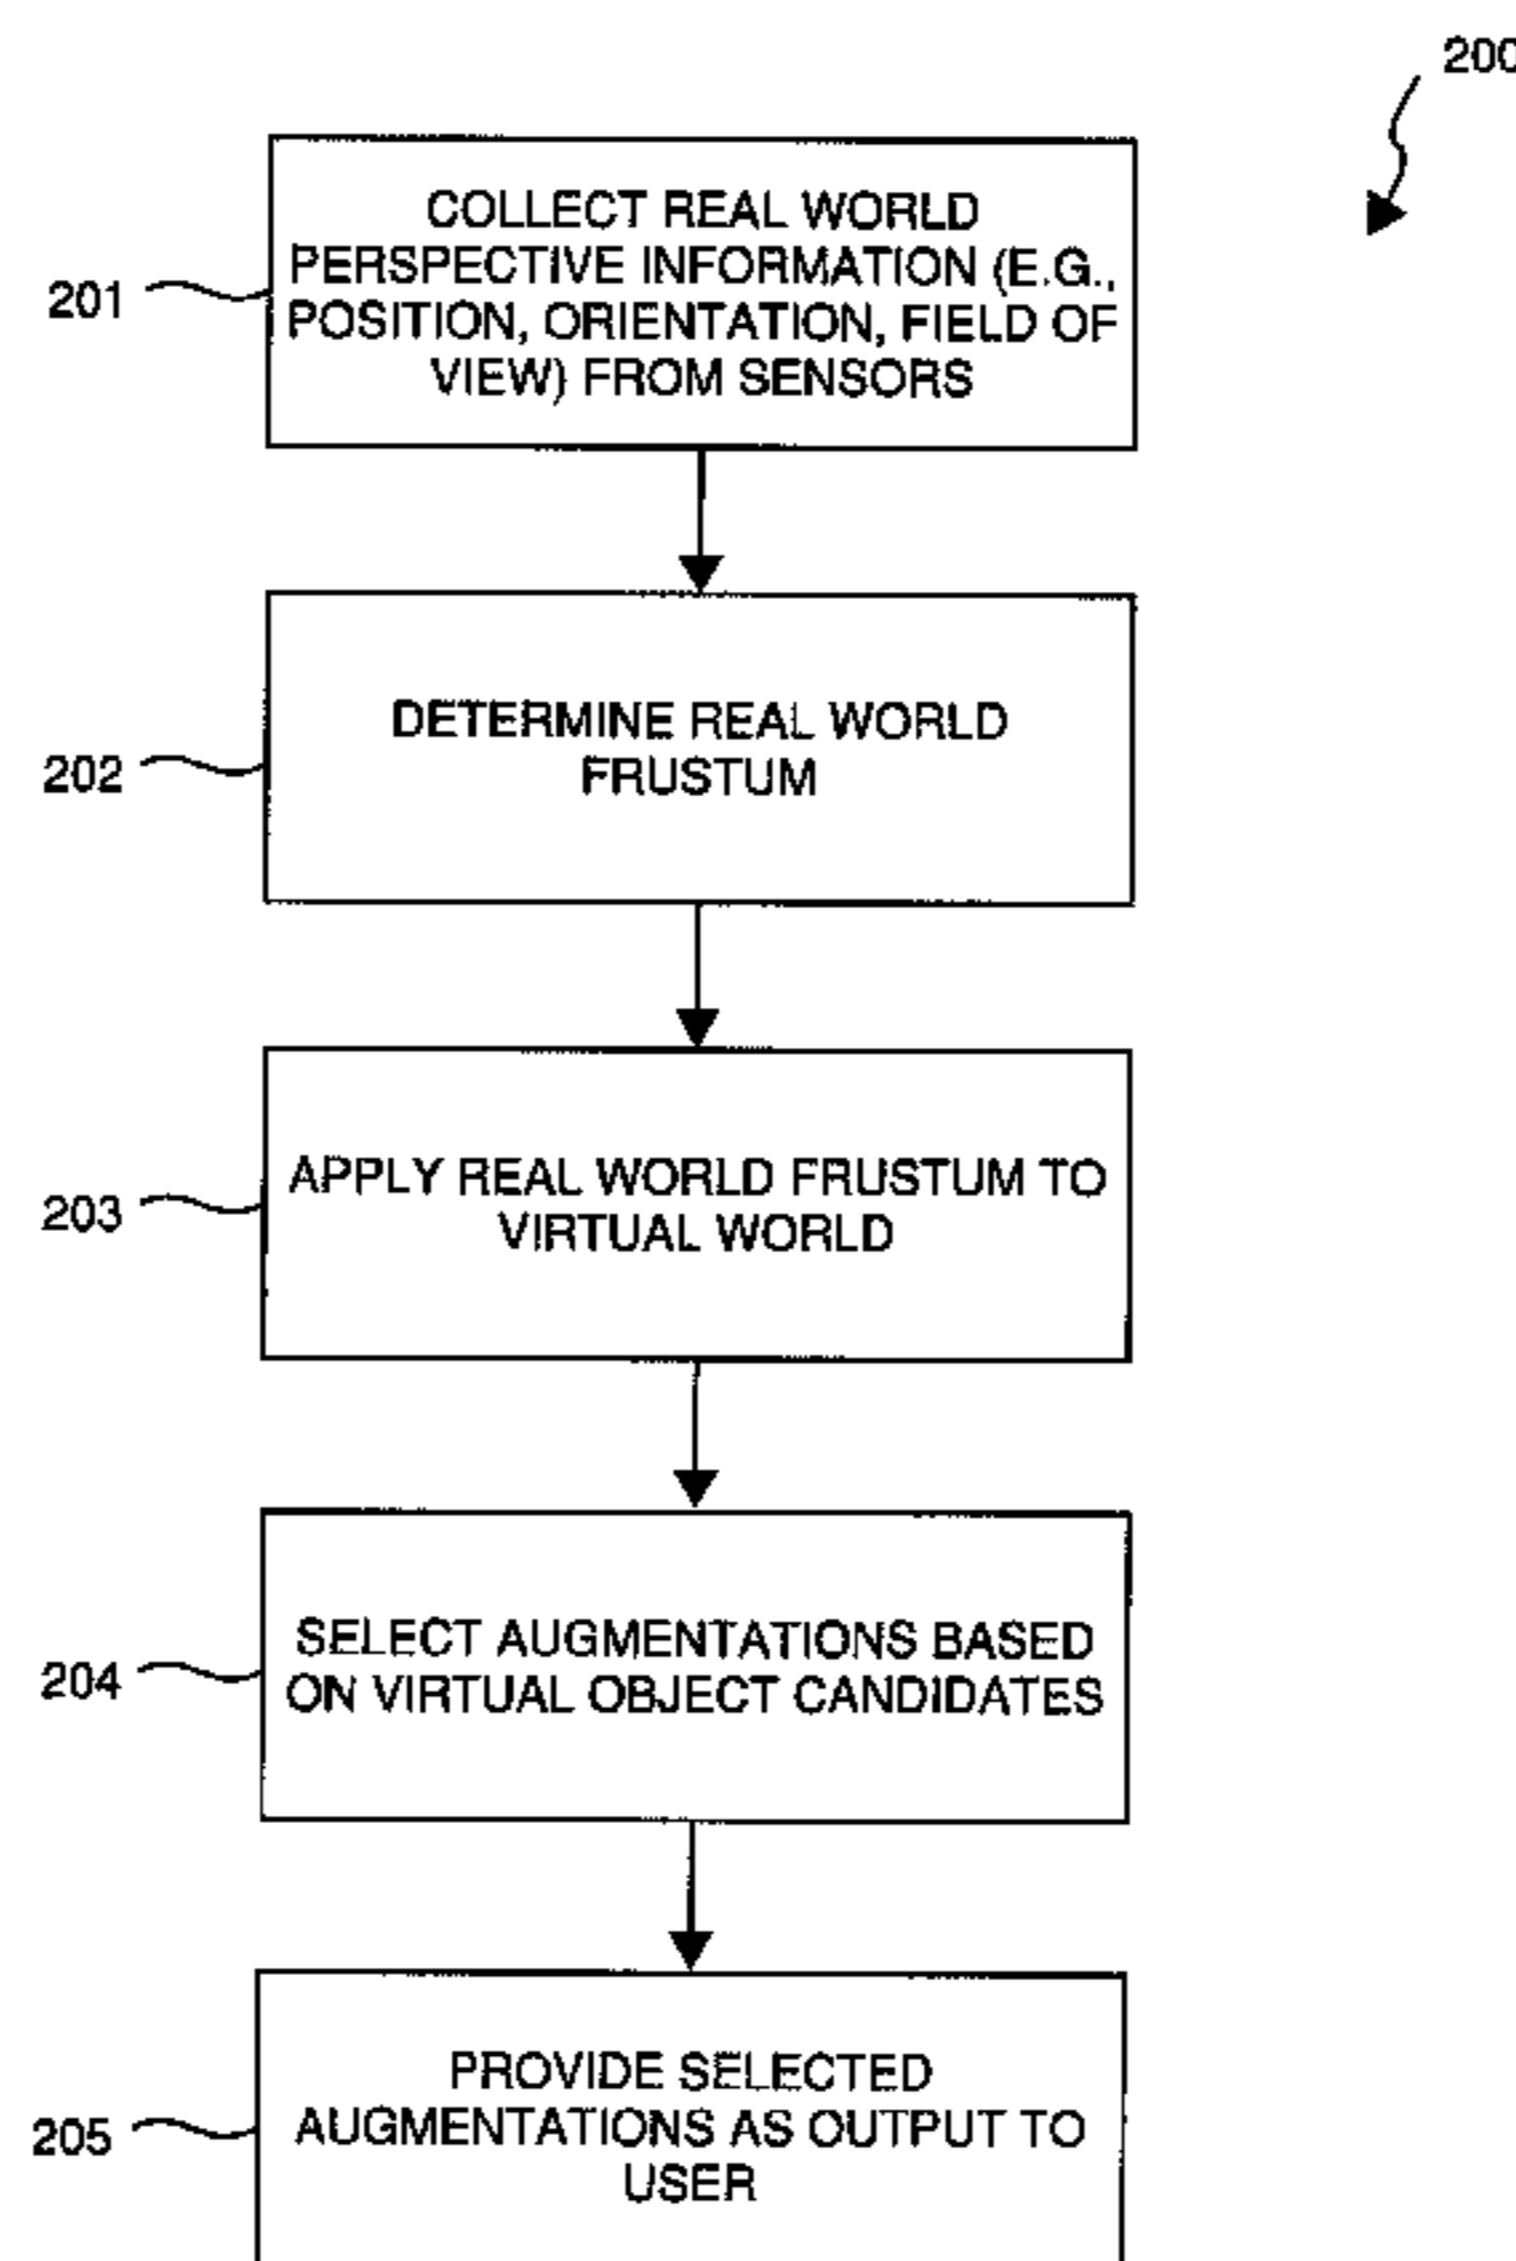 200
COLLECT REAL WORLD
PERSPECTIVE INFORMATION (E.G.,
POSITION, ORIENTATION, FIELD OF
VIEW) FROM SENSORS
201
DETERMINE REAL WORLD
FRUSTUM
202
APPLY REAL WORLD FRUSTUM TO
VIRTUAL WORLD
203
SELECT AUGMENTATIONS BASED
ON VIRTUAL OBJECT CANDIDATES
204
PROVIDE SELECTED
AUGMENTATIONS AS OUTPUT TO
USER
205